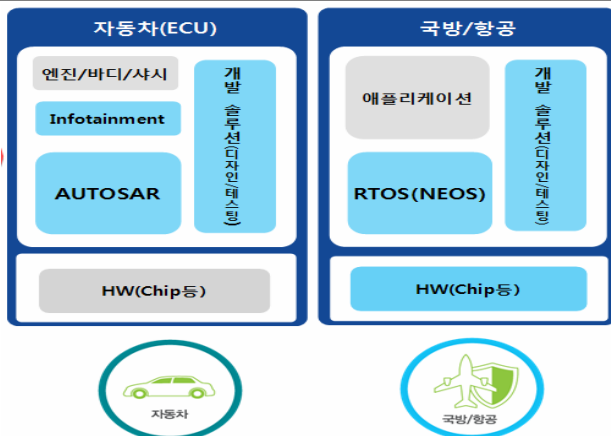 자동차(ECU)
엔진/바디/샤시
Infotainment
AUTOSAR
개발 솔루션(디자인/테스팅)
HW(Chip등)
자동차
국방/항공
애플리케이션
RTOS(NEOS)
개발 솔루션(디자인/테스팅)
HW(Chip등)
국방/항공